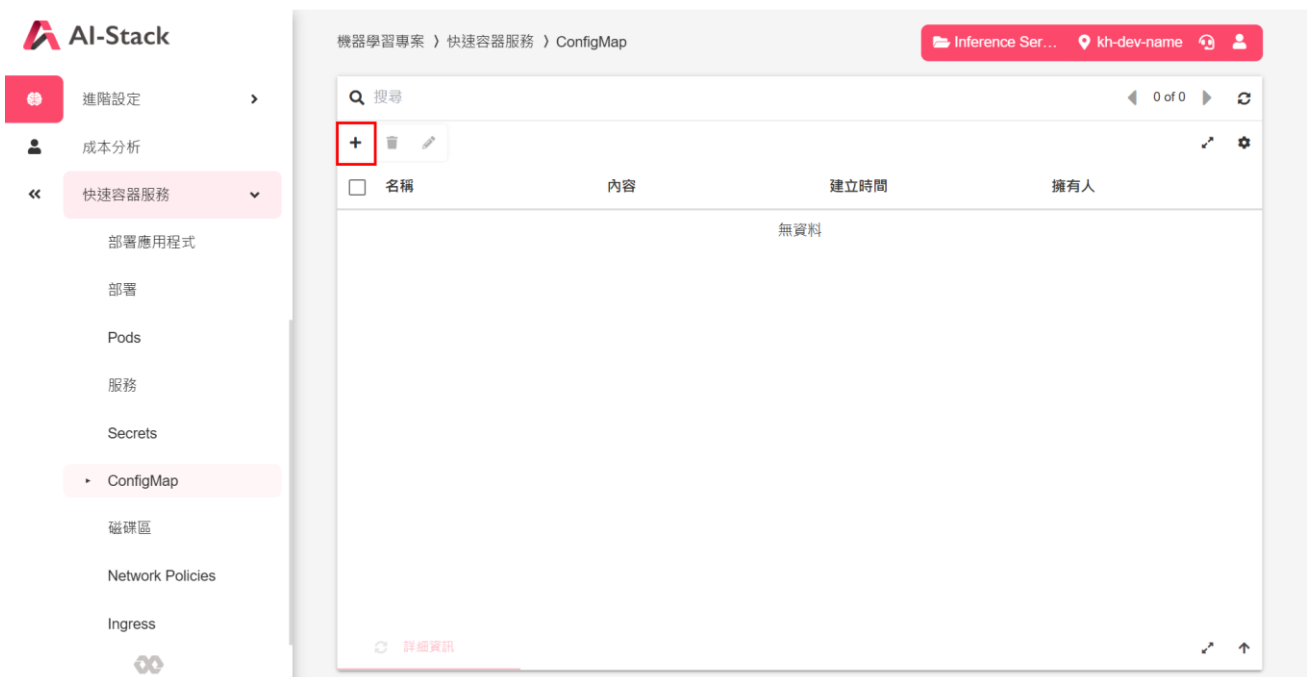 AI-Stack
機器學習專案 〉快速容器服務 〉ConfigMap
Inference Ser... kh-dev-name
進階設定
成本分析
快速容器服務
部署應用程式
部署
Pods
服務
Secrets
ConfigMap
磁碟區
Network Policies
Ingress
搜尋
0 of 0
名稱 內容 建立時間 擁有人
無資料
詳細資訊